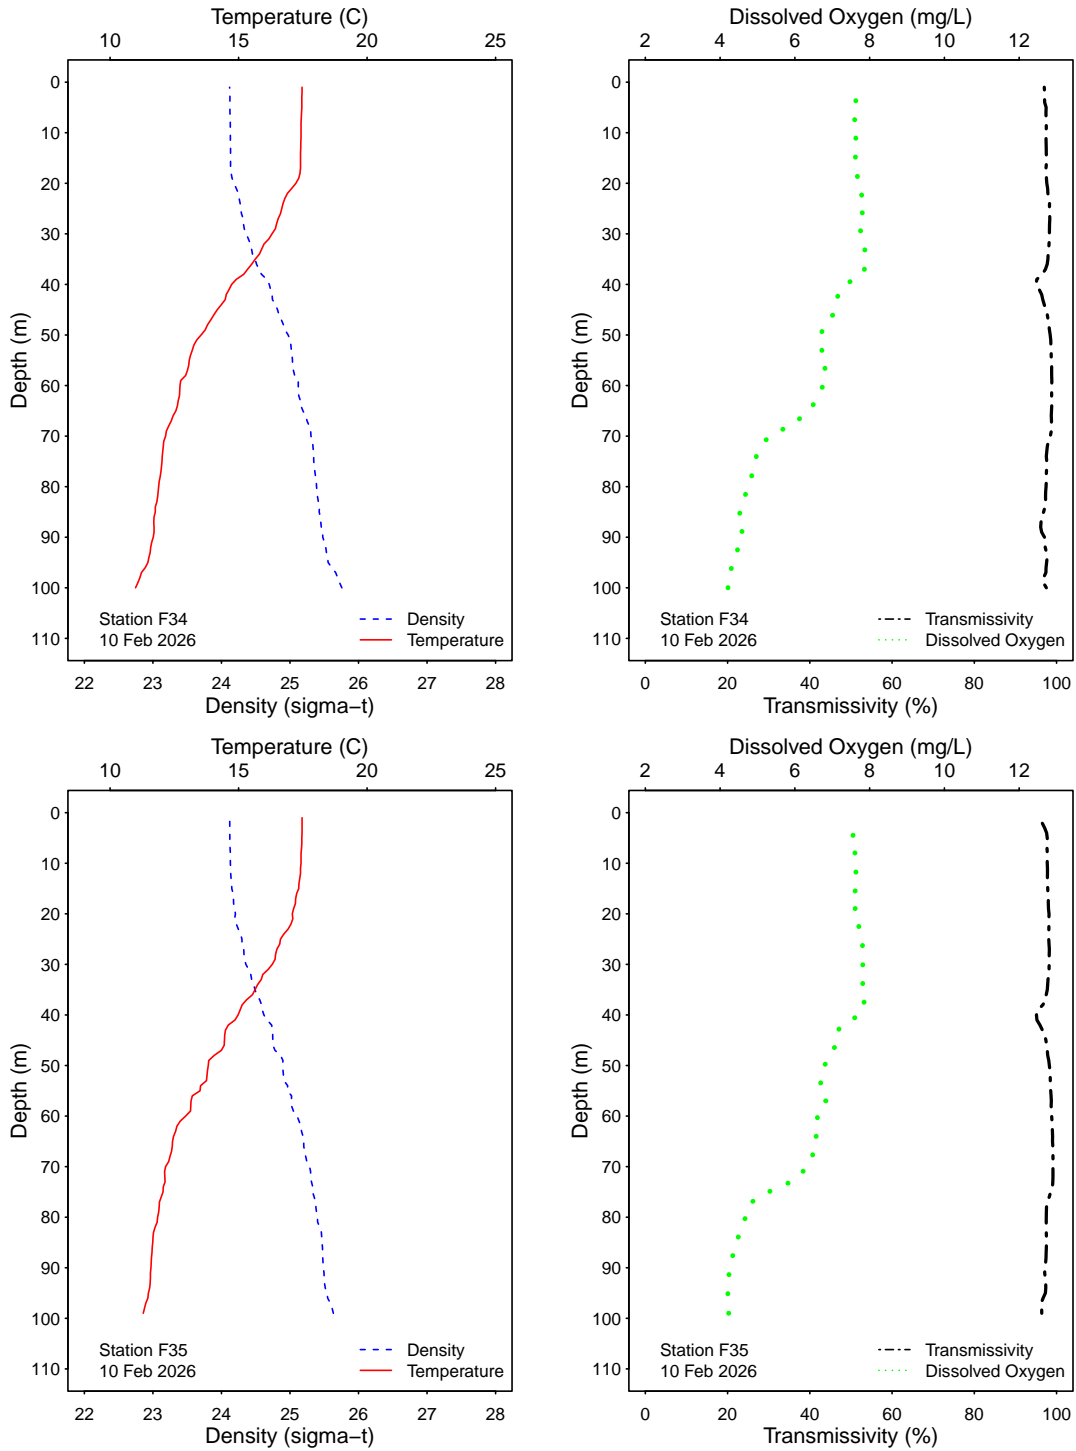 Temperature (C)
10 15 20 25
0
10
20
30
40
50
60
70
80
90
100
110
Depth (m)
Station F34
10 Feb 2026
Density
Temperature
22 23 24 25 26 27 28
Density (sigma−t)
Dissolved Oxygen (mg/L)
2 4 6 8 10 12
0
10
20
30
40
50
60
70
80
90
100
110
Depth (m)
Station F34
10 Feb 2026
Transmissivity
Dissolved Oxygen
0 20 40 60 80 100
Transmissivity (%)
Temperature (C)
10 15 20 25
0
10
20
30
40
50
60
70
80
90
100
110
Depth (m)
Station F35
10 Feb 2026
Density
Temperature
22 23 24 25 26 27 28
Density (sigma−t)
Dissolved Oxygen (mg/L)
2 4 6 8 10 12
0
10
20
30
40
50
60
70
80
90
100
110
Depth (m)
Station F35
10 Feb 2026
Transmissivity
Dissolved Oxygen
0 20 40 60 80 100
Transmissivity (%)